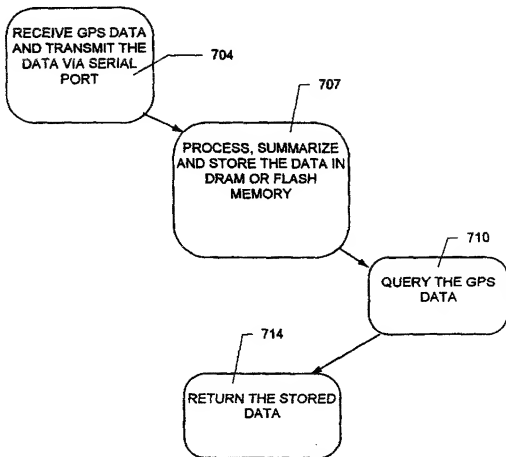 RECEIVE GPS DATA
AND TRANSMIT THE
DATA VIA SERIAL
PORT
704
707
PROCESS, SUMMARIZE
AND STORE THE DATA IN
DRAM OR FLASH
MEMORY
710
QUERY THE GPS
DATA
714
RETURN THE STORED
DATA